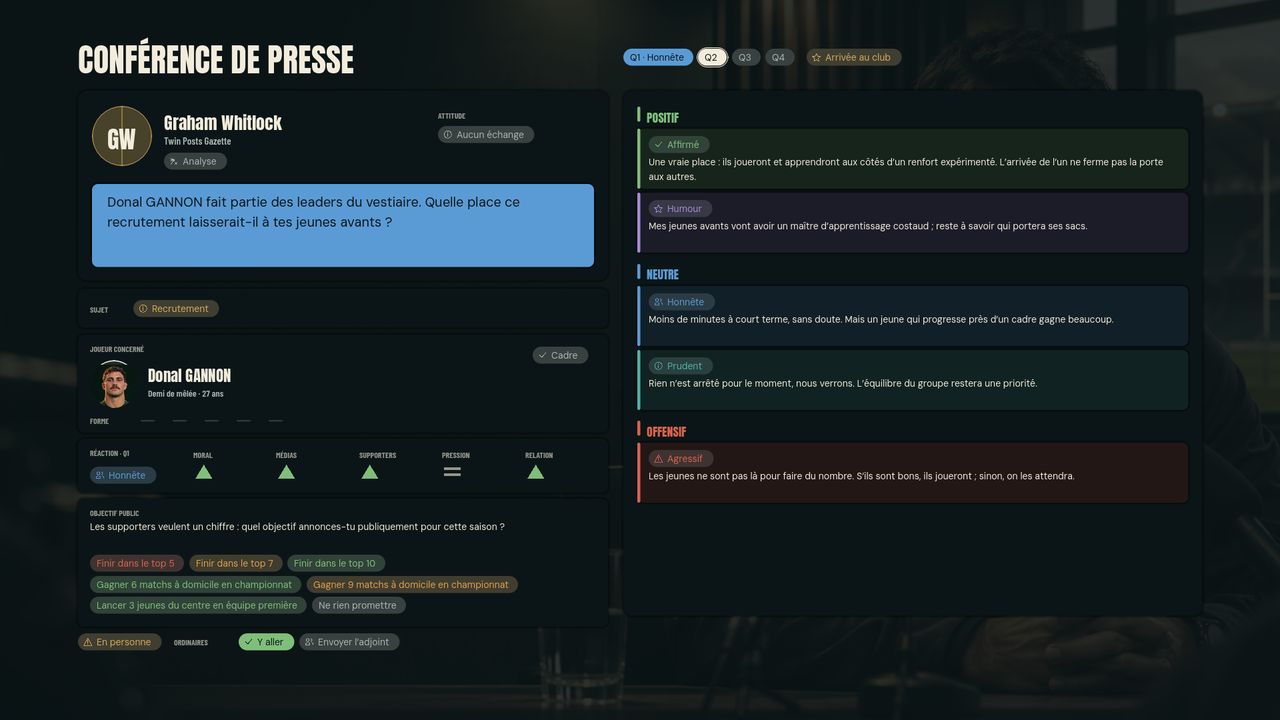 CONFÉRENCE DE PRESSE
Q1 · Honnête
Q2
Q3
Q4
Arrivée au club
GW
Graham Whitlock
Twin Posts Gazette
Analyse
ATTITUDE
Aucun échange
Donal GANNON fait partie des leaders du vestiaire. Quelle place ce
recrutement laisserait-il à tes jeunes avants ?
SUJET
Recrutement
JOUEUR CONCERNÉ
Donal GANNON
Demi de mêlée · 27 ans
Cadre
FORME
RÉACTION · Q1
Honnête
MORAL
MÉDIAS
SUPPORTERS
PRESSION
RELATION
OBJECTIF PUBLIC
Les supporters veulent un chiffre : quel objectif annonces-tu publiquement pour cette saison ?
Finir dans le top 5
Finir dans le top 7
Finir dans le top 10
Gagner 6 matchs à domicile en championnat
Gagner 9 matchs à domicile en championnat
Lancer 3 jeunes du centre en équipe première
Ne rien promettre
En personne
ORDINAIRES
Y aller
Envoyer l'adjoint
POSITIF
Affirmé
Une vraie place : ils joueront et apprendront aux côtés d'un renfort expérimenté. L'arrivée de l'un ne ferme pas la porte
aux autres.
Humour
Mes jeunes avants vont avoir un maître d'apprentissage costaud ; reste à savoir qui portera ses sacs.
NEUTRE
Honnête
Moins de minutes à court terme, sans doute. Mais un jeune qui progresse près d'un cadre gagne beaucoup.
Prudent
Rien n'est arrêté pour le moment, nous verrons. L'équilibre du groupe restera une priorité.
OFFENSIF
Agressif
Les jeunes ne sont pas là pour faire du nombre. S'ils sont bons, ils joueront ; sinon, on les attendra.